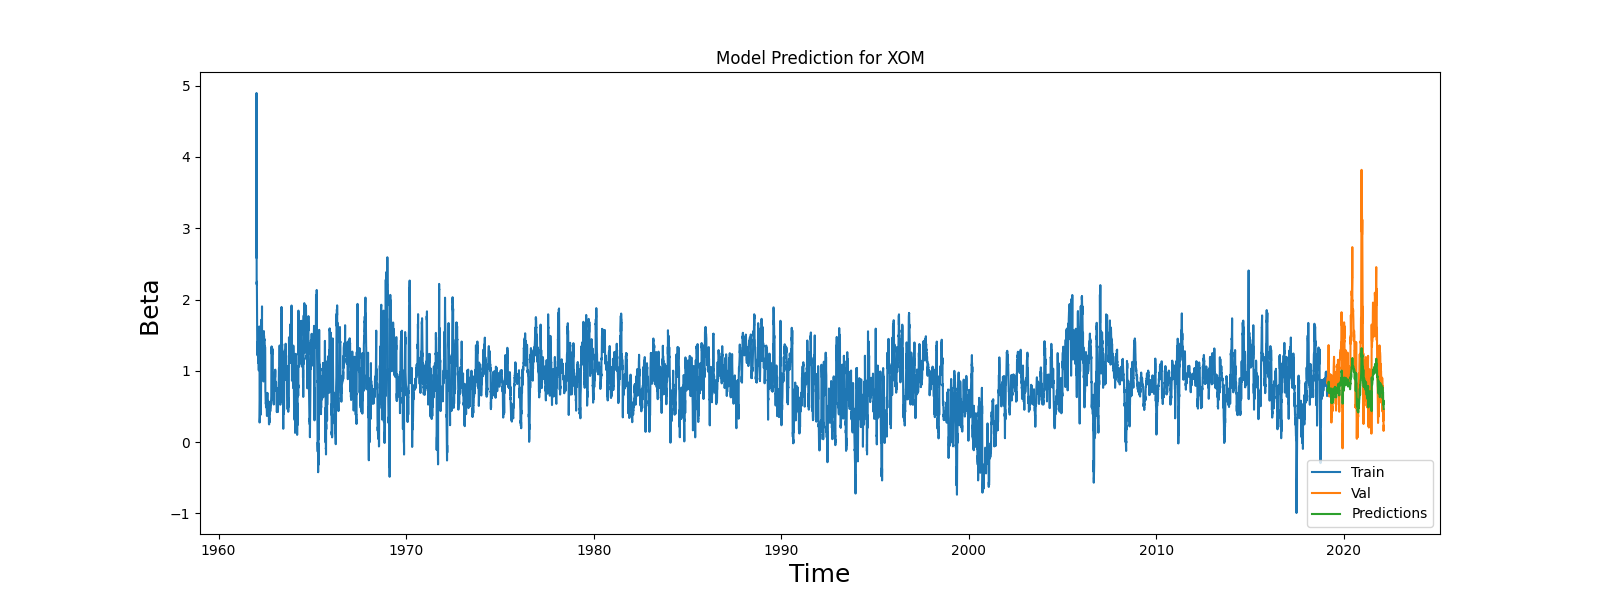 Model Prediction for XOM
Beta
5
4
3
2
1
0
−1
1960 1970 1980 1990 2000 2010 2020
Time
Train
Val
Predictions